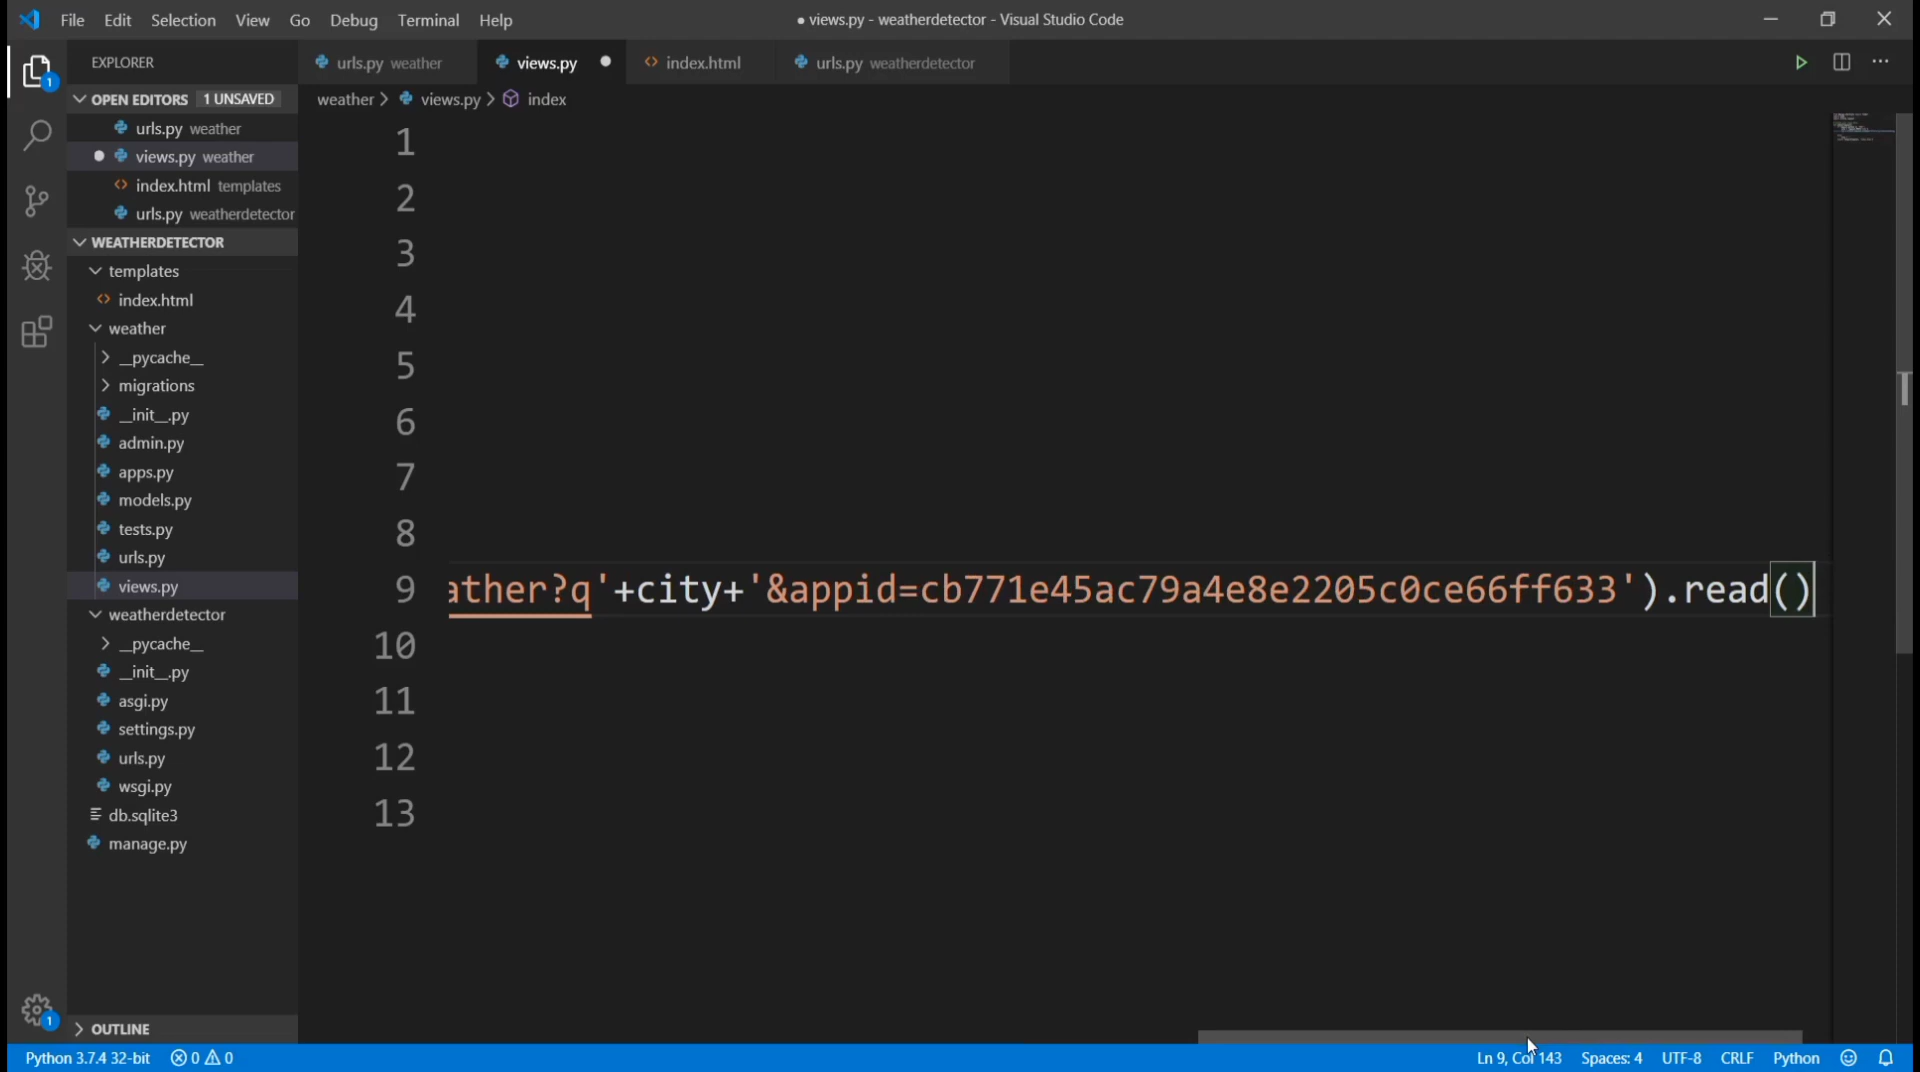 File Edit Selection View Go Debug Terminal Help
● views.py - weatherdetector - Visual Studio Code
EXPLORER
OPEN EDITORS 1 UNSAVED
urls.py weather
views.py weather
index.html templates
urls.py weatherdetector
WEATHERDETECTOR
templates
index.html
weather
__pycache__
migrations
__init__.py
admin.py
apps.py
models.py
tests.py
urls.py
views.py
weatherdetector
__pycache__
__init__.py
asgi.py
settings.py
urls.py
wsgi.py
db.sqlite3
manage.py
OUTLINE
1
1
urls.py weather
views.py
index.html
urls.py weatherdetector
weather > views.py > index
1
2
3
4
5
6
7
8
9 ather?q'+city+'&appid=cb771e45ac79a4e8e2205c0ce66ff633').read()
10
11
12
13
Python 3.7.4 32-bit 0 0
Ln 9, Col 143 Spaces: 4 UTF-8 CRLF Python